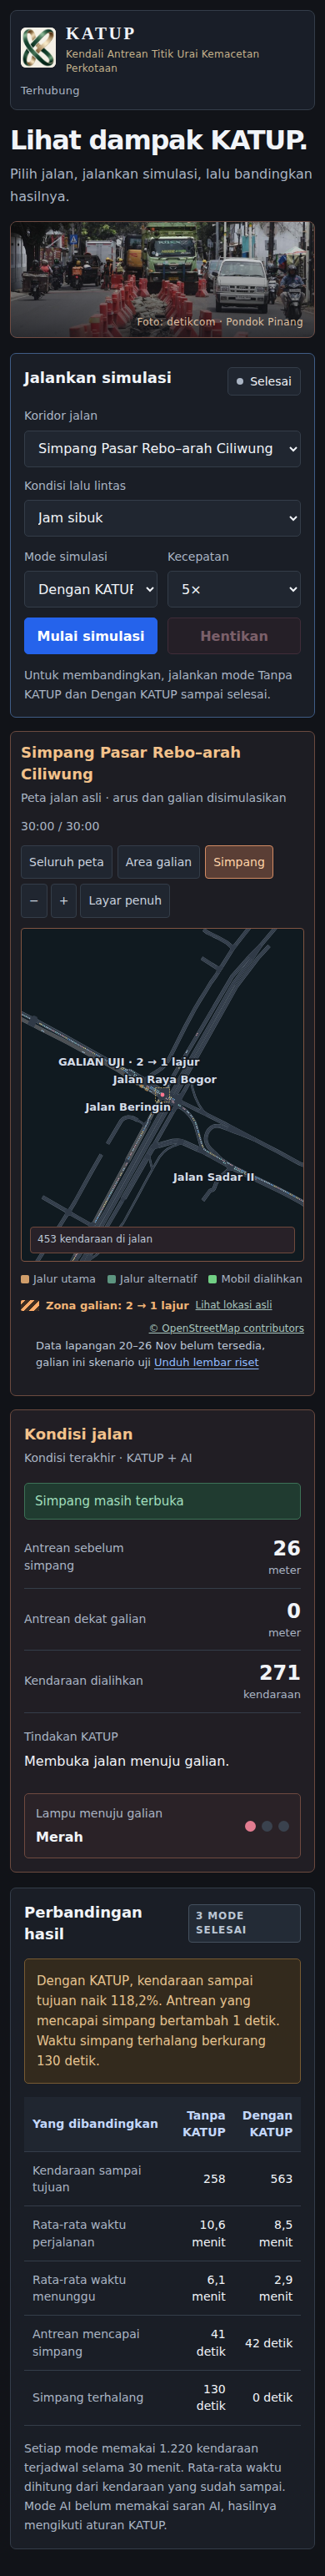 KATUP
Kendali Antrean Titik Urai Kemacetan
Perkotaan
Terhubung
Lihat dampak KATUP.
Pilih jalan, jalankan simulasi, lalu bandingkan
hasilnya.
Foto: detikcom · Pondok Pinang
Jalankan simulasi
Selesai
Koridor jalan
Simpang Pasar Rebo–arah Ciliwung
Kondisi lalu lintas
Jam sibuk
Mode simulasi
Kecepatan
Dengan KATUP
5×
Mulai simulasi
Hentikan
Untuk membandingkan, jalankan mode Tanpa
KATUP dan Dengan KATUP sampai selesai.
Simpang Pasar Rebo–arah
Ciliwung
Peta jalan asli · arus dan galian disimulasikan
30:00 / 30:00
Seluruh peta
Area galian
Simpang
−
+
Layar penuh
GALIAN UJI · 2 → 1 lajur
Jalan Raya Bogor
Jalan Beringin
Jalan Sadar II
453 kendaraan di jalan
Jalur utama
Jalur alternatif
Mobil dialihkan
Zona galian: 2 → 1 lajur
Lihat lokasi asli
© OpenStreetMap contributors
Data lapangan 20–26 Nov belum tersedia,
galian ini skenario uji Unduh lembar riset
Kondisi jalan
Kondisi terakhir · KATUP + AI
Simpang masih terbuka
Antrean sebelum
simpang
26
meter
Antrean dekat galian
0
meter
Kendaraan dialihkan
271
kendaraan
Tindakan KATUP
Membuka jalan menuju galian.
Lampu menuju galian
Merah
Perbandingan
hasil
3 MODE
SELESAI
Dengan KATUP, kendaraan sampai
tujuan naik 118,2%. Antrean yang
mencapai simpang bertambah 1 detik.
Waktu simpang terhalang berkurang
130 detik.
Yang dibandingkan
Tanpa
KATUP
Dengan
KATUP
Kendaraan sampai
tujuan
258
563
Rata-rata waktu
perjalanan
10,6
menit
8,5
menit
Rata-rata waktu
menunggu
6,1
menit
2,9
menit
Antrean mencapai
simpang
41
detik
42 detik
Simpang terhalang
130
detik
0 detik
Setiap mode memakai 1.220 kendaraan
terjadwal selama 30 menit. Rata-rata waktu
dihitung dari kendaraan yang sudah sampai.
Mode AI belum memakai saran AI, hasilnya
mengikuti aturan KATUP.